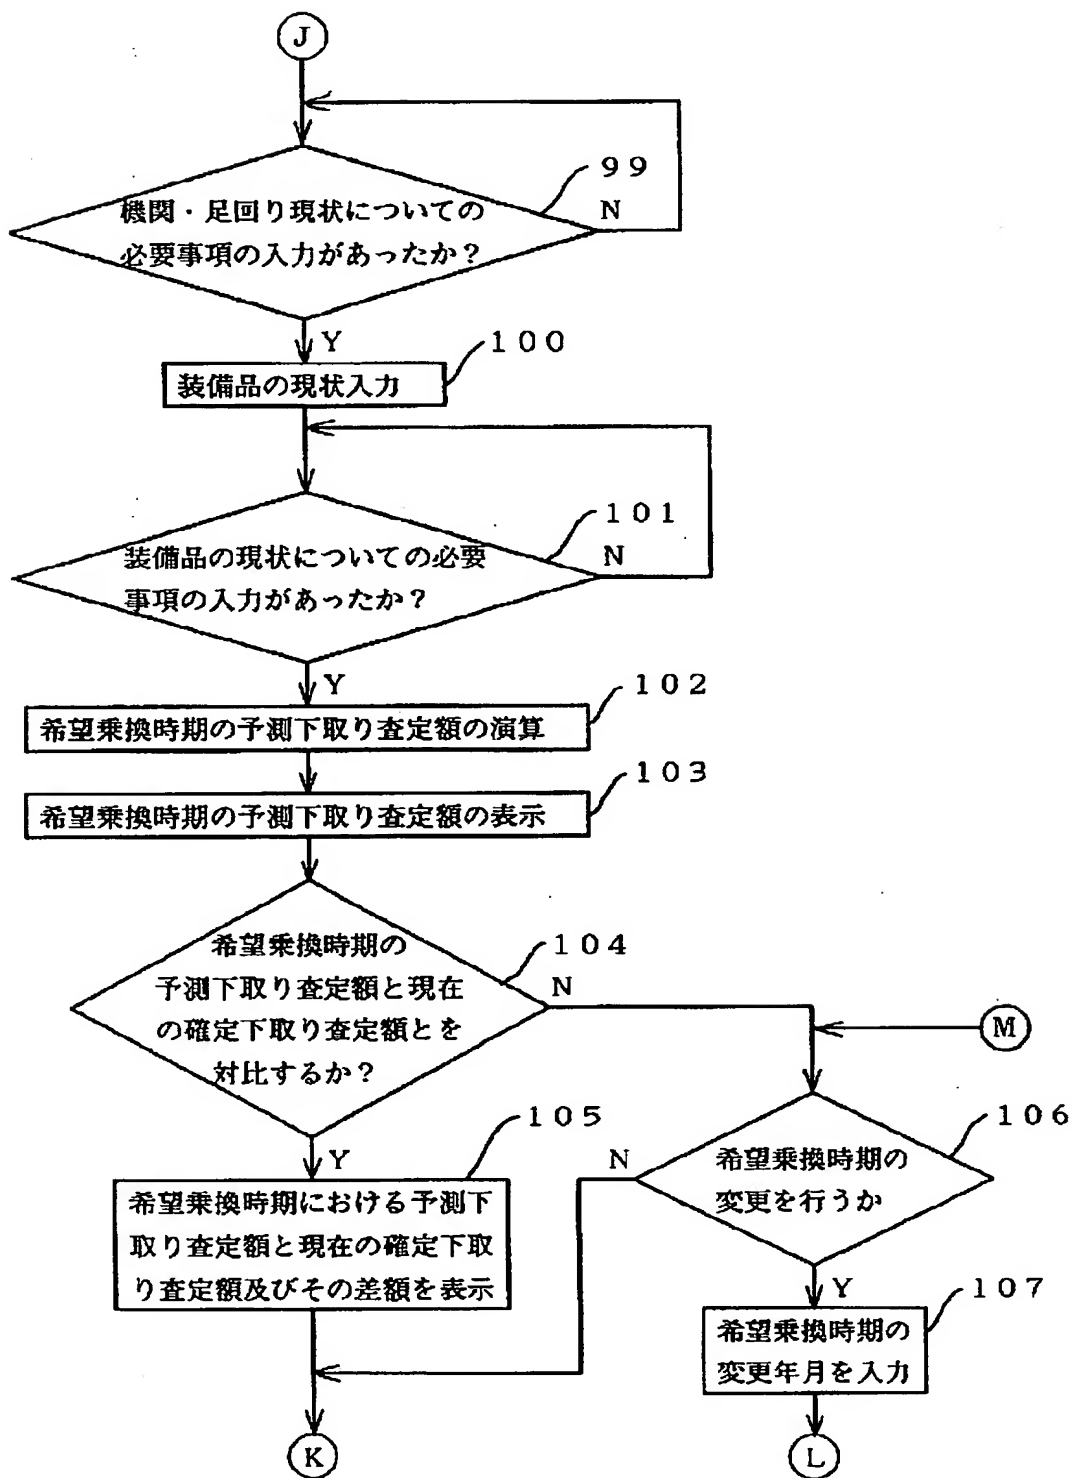 J
99
機関・足回り現状についての
N
必要事項の入力があったか？
Y
100
装備品の現状入力
101
装備品の現状についての必要
N
事項の入力があったか？
Y
102
希望乗換時期の予測下取り査定額の演算
103
希望乗換時期の予測下取り査定額の表示
104
希望乗換時期の
予測下取り査定額と現在
の確定下取り査定額とを
対比するか？
N
M
Y
105
希望乗換時期における予測下
取り査定額と現在の確定下取
り査定額及びその差額を表示
106
N
希望乗換時期の
変更を行うか
Y
107
希望乗換時期の
変更年月を入力
K
L